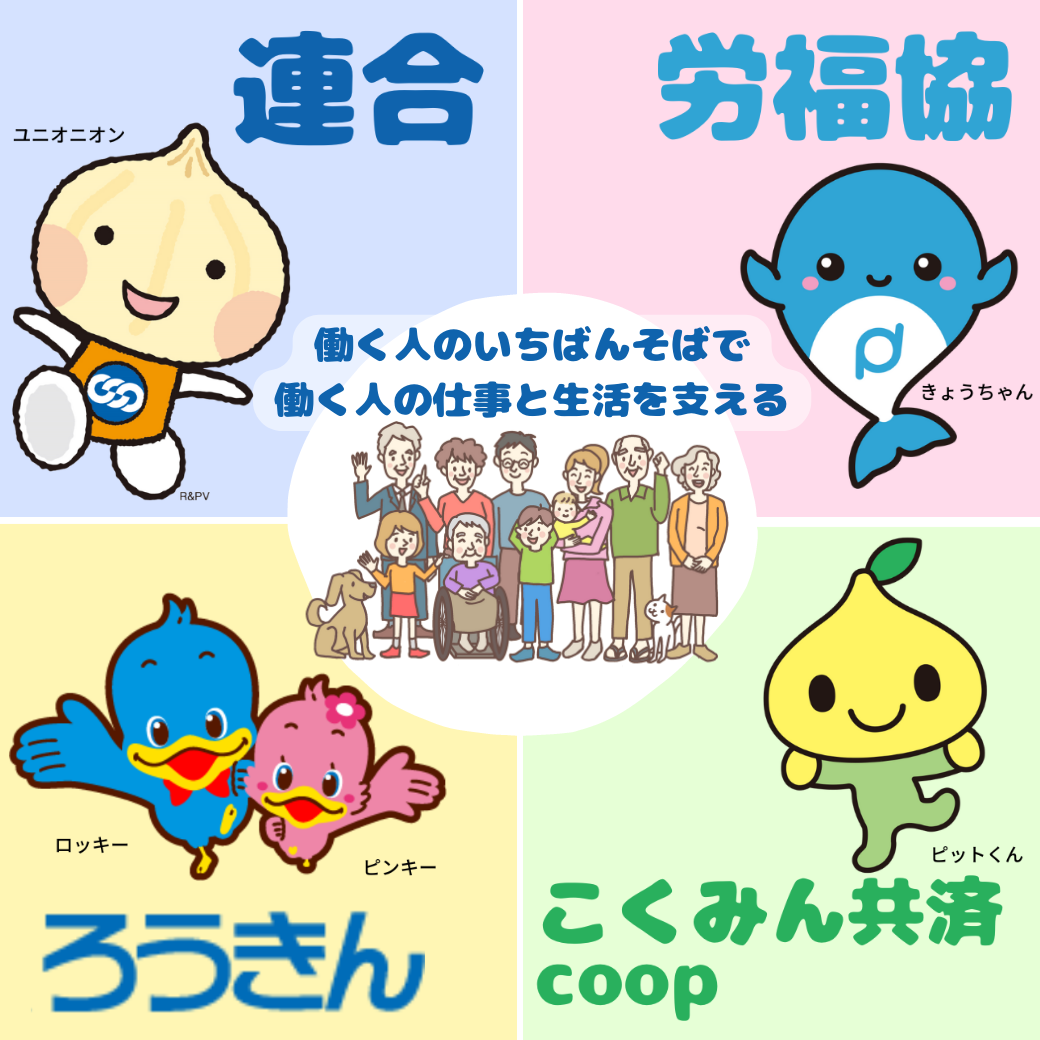 連合
ユニオニオン
R&PV
労福協
きょうちゃん
働く人のいちばんそばで
働く人の仕事と生活を支える
ロッキー
ピンキー
ろうきん
ピットくん
こくみん共済
coop